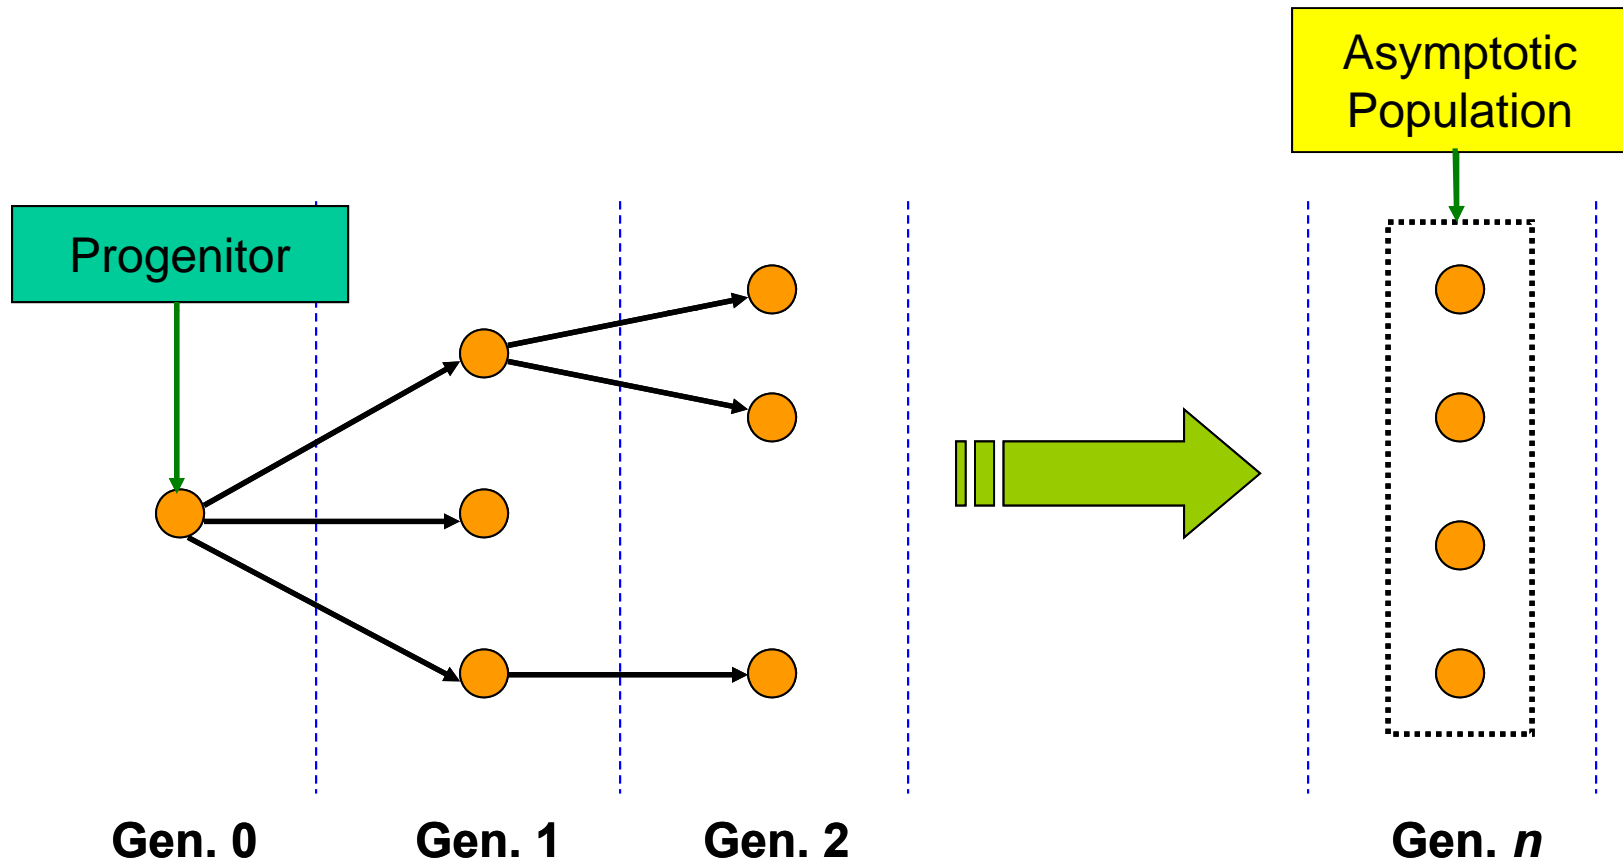 Asymptotic
Population
Progenitor
Gen. 0
Gen. 1
Gen. 2
Gen. n